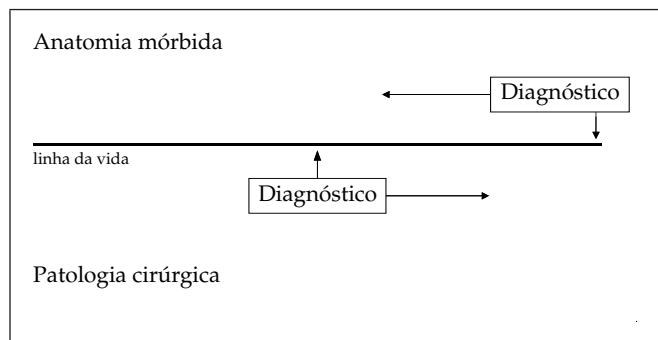 Anatomia mórbida
Diagnóstico
linha da vida
Diagnóstico
Patologia cirúrgica